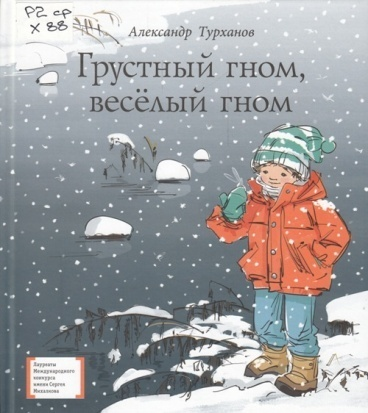 Р2 ср
Х 88
Александр Турханов
Грустный гном,
весёлый гном
Лауреаты
Международного
конкурса
имени Сергея
Михалкова